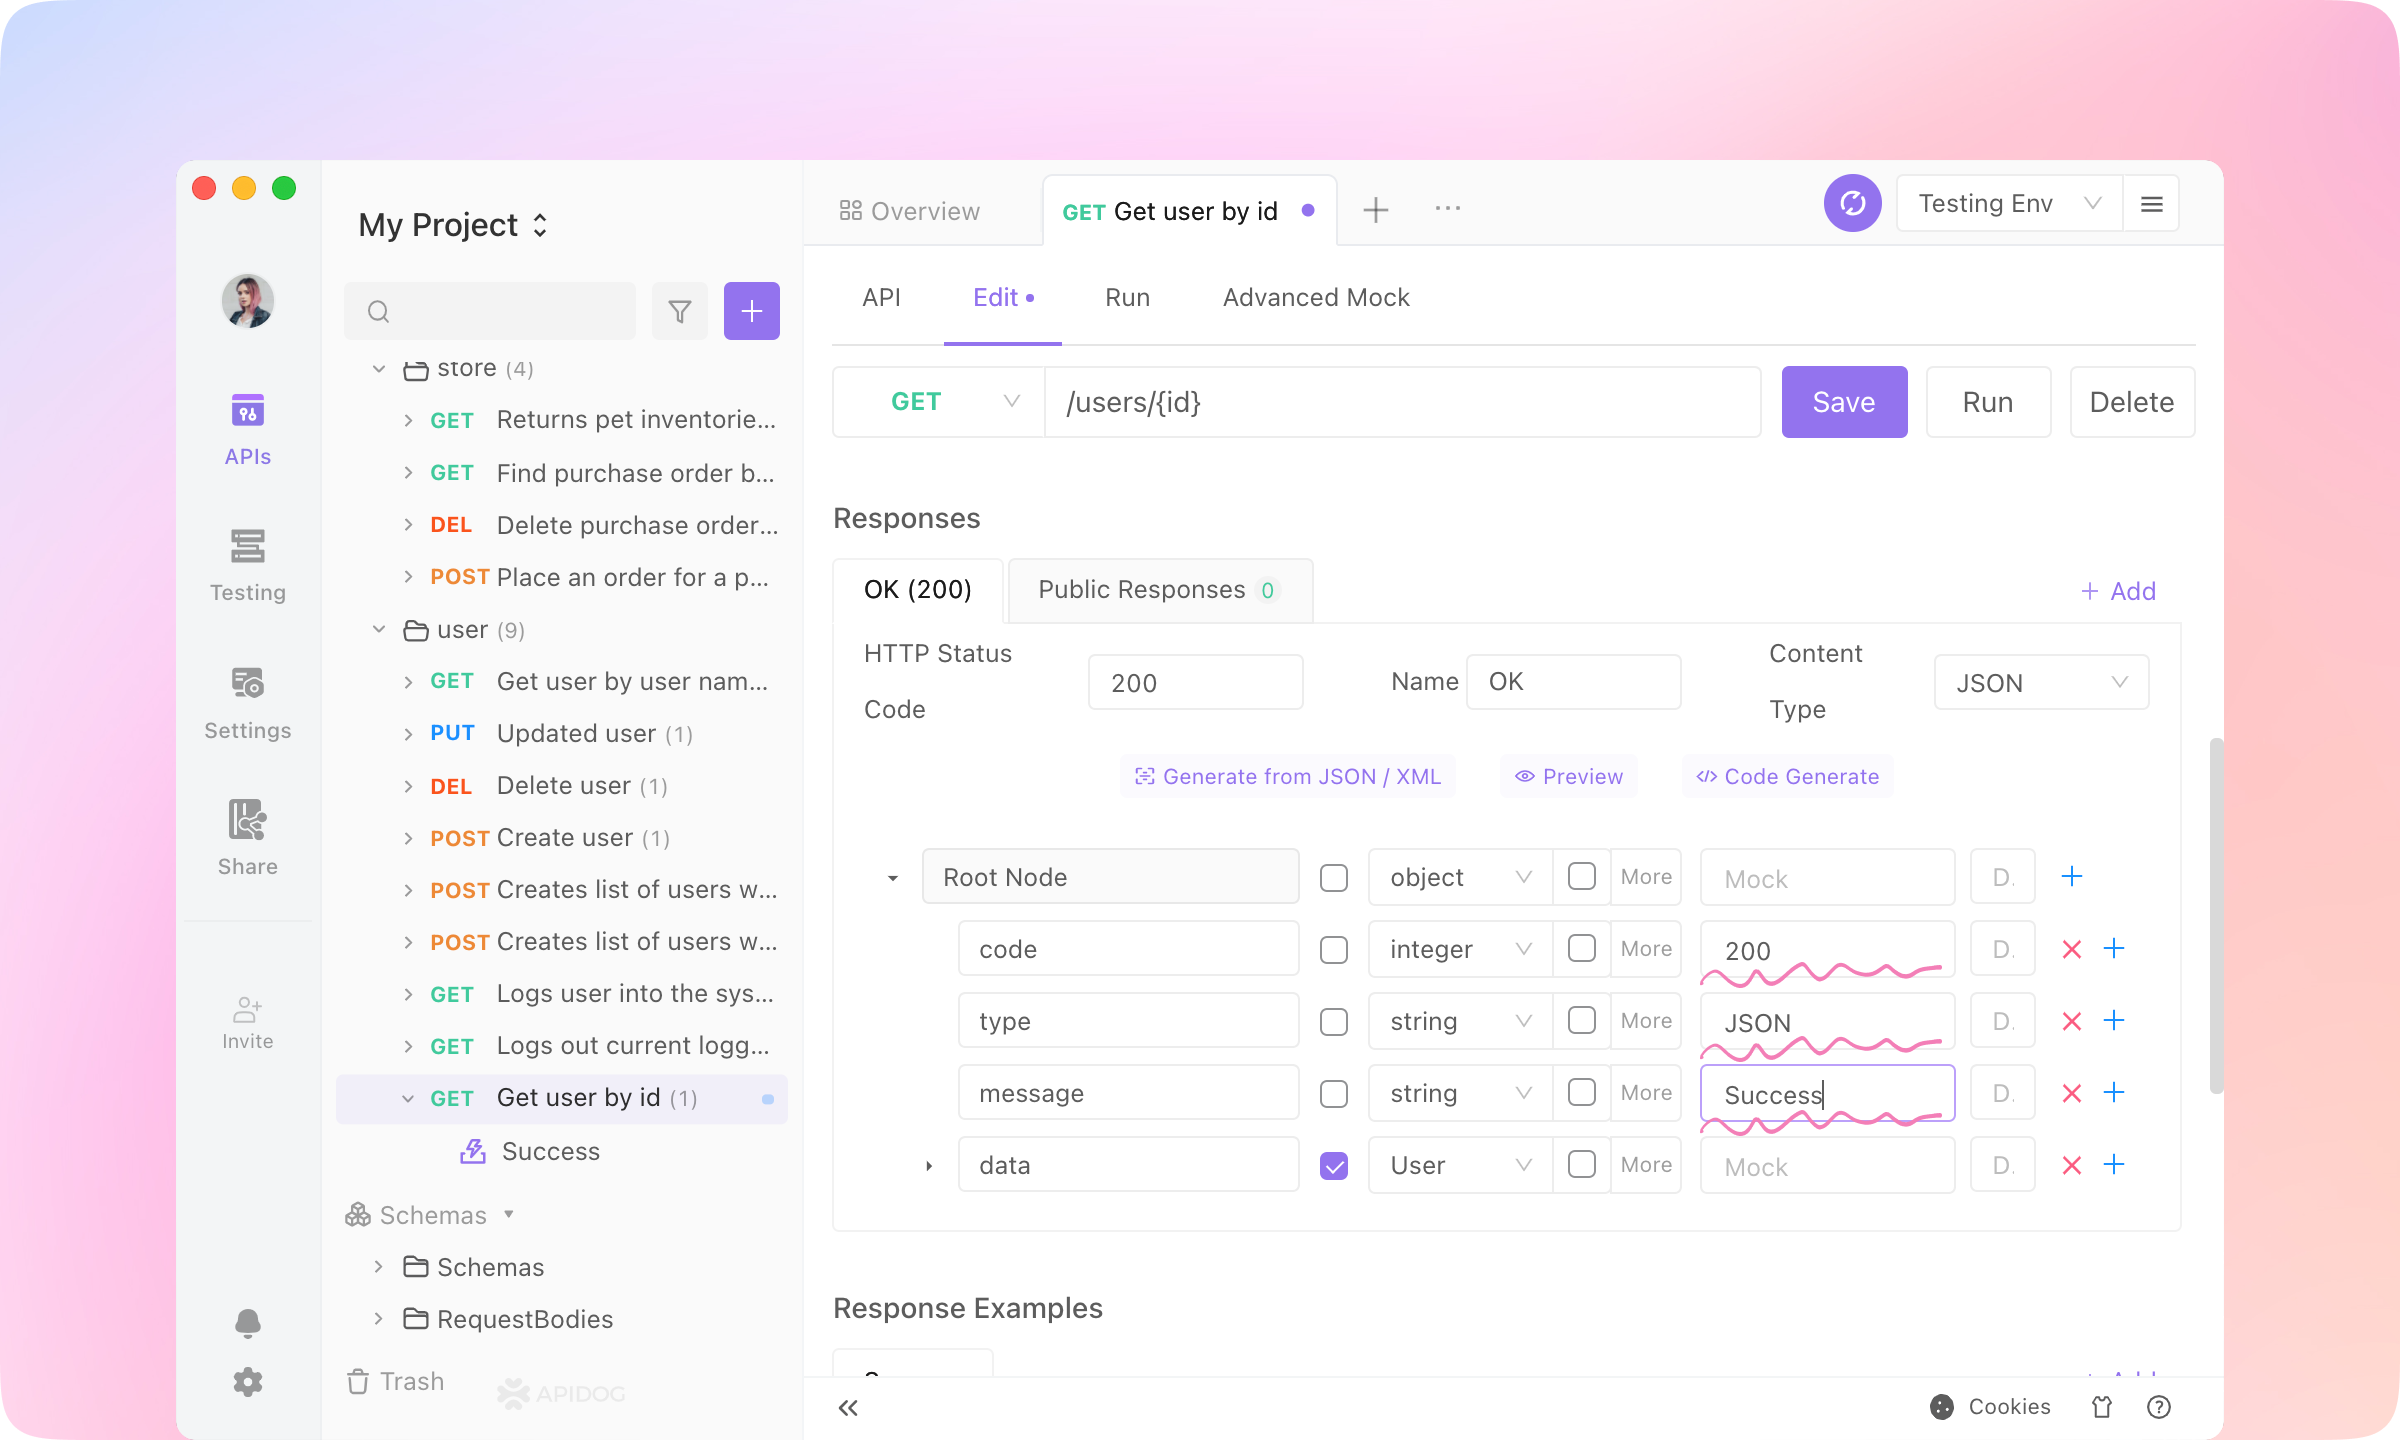 My Project
APIs
Testing
Settings
Share
Invite
store (4)
GET Returns pet inventorie...
GET Find purchase order b...
DEL Delete purchase order...
POST Place an order for a p...
user (9)
GET Get user by user nam...
PUT Updated user (1)
DEL Delete user (1)
POST Create user (1)
POST Creates list of users w...
POST Creates list of users w...
GET Logs user into the sys...
GET Logs out current logg...
GET Get user by id (1)
Success
Schemas
Schemas
RequestBodies
Trash
APIDOG
Overview
GET Get user by id
Testing Env
API Edit Run Advanced Mock
GET /users/{id} Save Run Delete
Responses
OK (200) Public Responses 0 + Add
HTTP Status Code 200 Name OK Content Type JSON
Generate from JSON / XML Preview Code Generate
Root Node object More Mock D.
code integer More 200 D.
type string More JSON D.
message string More Success D.
data User More Mock D.
Response Examples
Cookies